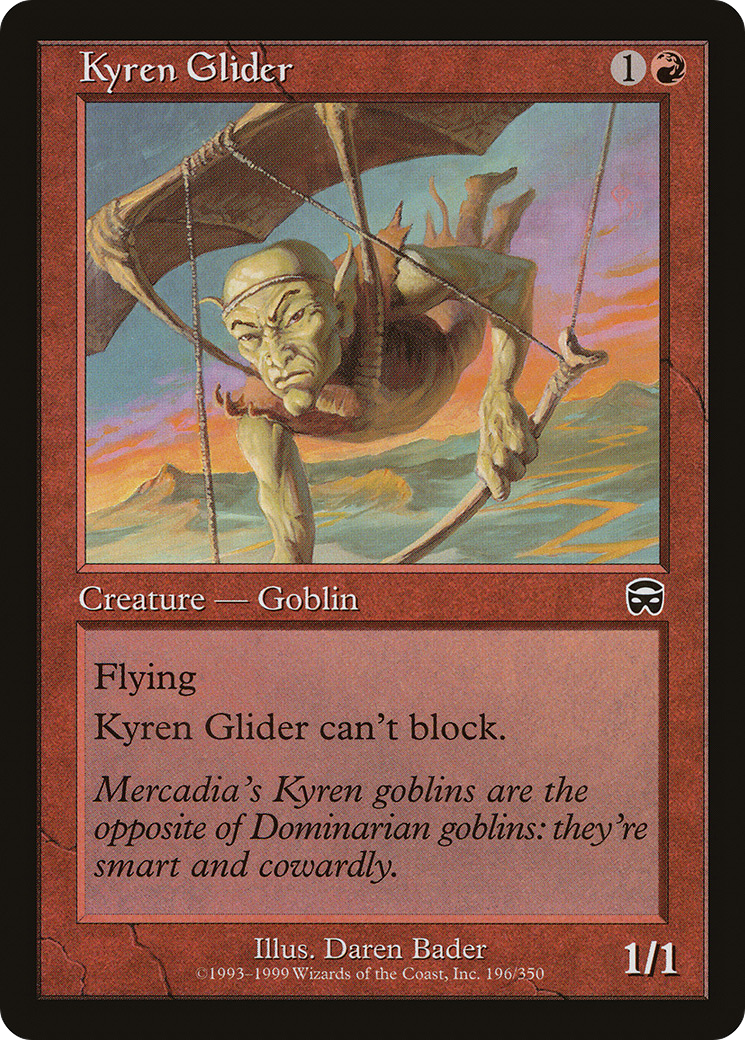 Kyren Glider
1
Creature — Goblin
Flying
Kyren Glider can't block.
Mercadia's Kyren goblins are the
opposite of Dominarian goblins: they're
smart and cowardly.
Illus. Daren Bader
©1993–1999 Wizards of the Coast, Inc. 196/350
1/1